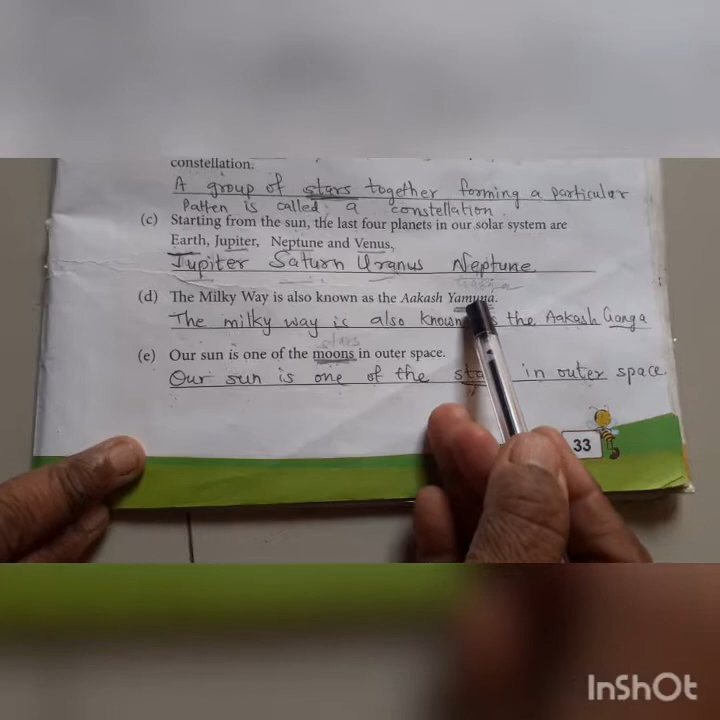 constellation.
A group of stars together forming a particular
Patten is called a constellation.
(c) Starting from the sun, the last four planets in our solar system are
Earth, Jupiter, Neptune and Venus,
Jupiter Saturn Uranus Neptune
(d) The Milky Way is also known as the Aakash Yamuna.
The milky way is also known the Aakash Ganga
stars
(e) Our sun is one of the moons in outer space.
Our sun is one of the in outer space.
33
InShOt